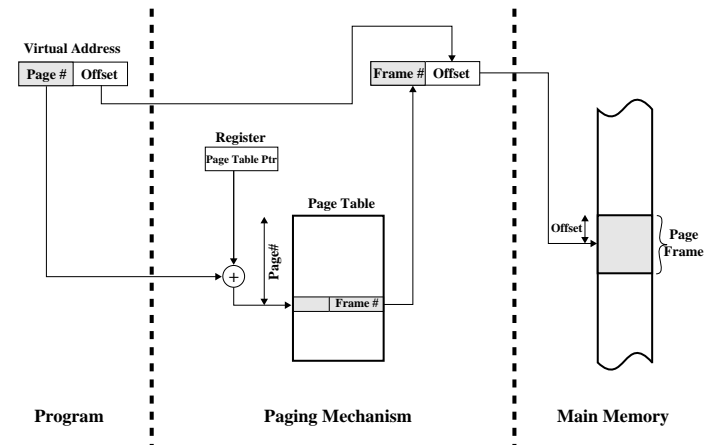 Virtual Address
Page # Offset
Frame # Offset
Register
Page Table Ptr
Page Table
Page#
+
Frame #
Offset
Page
Frame
Program
Paging Mechanism
Main Memory